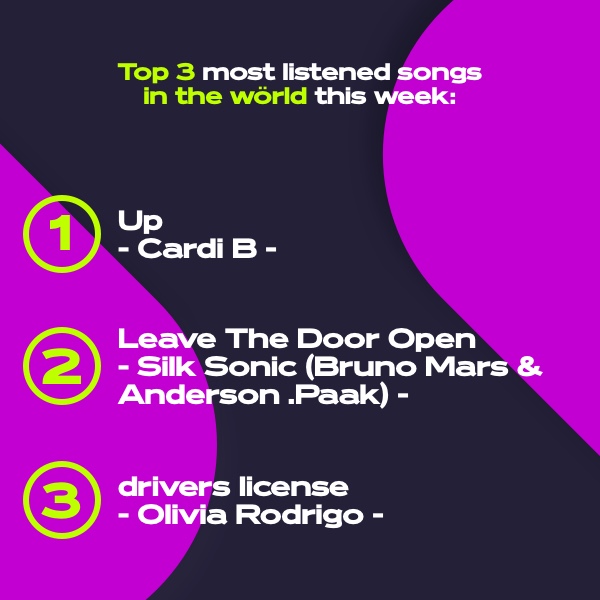 Top 3 most listened songs
in the wörld this week:
1
Up
- Cardi B -
2
Leave The Door Open
- Silk Sonic (Bruno Mars &
Anderson .Paak) -
3
drivers license
- Olivia Rodrigo -